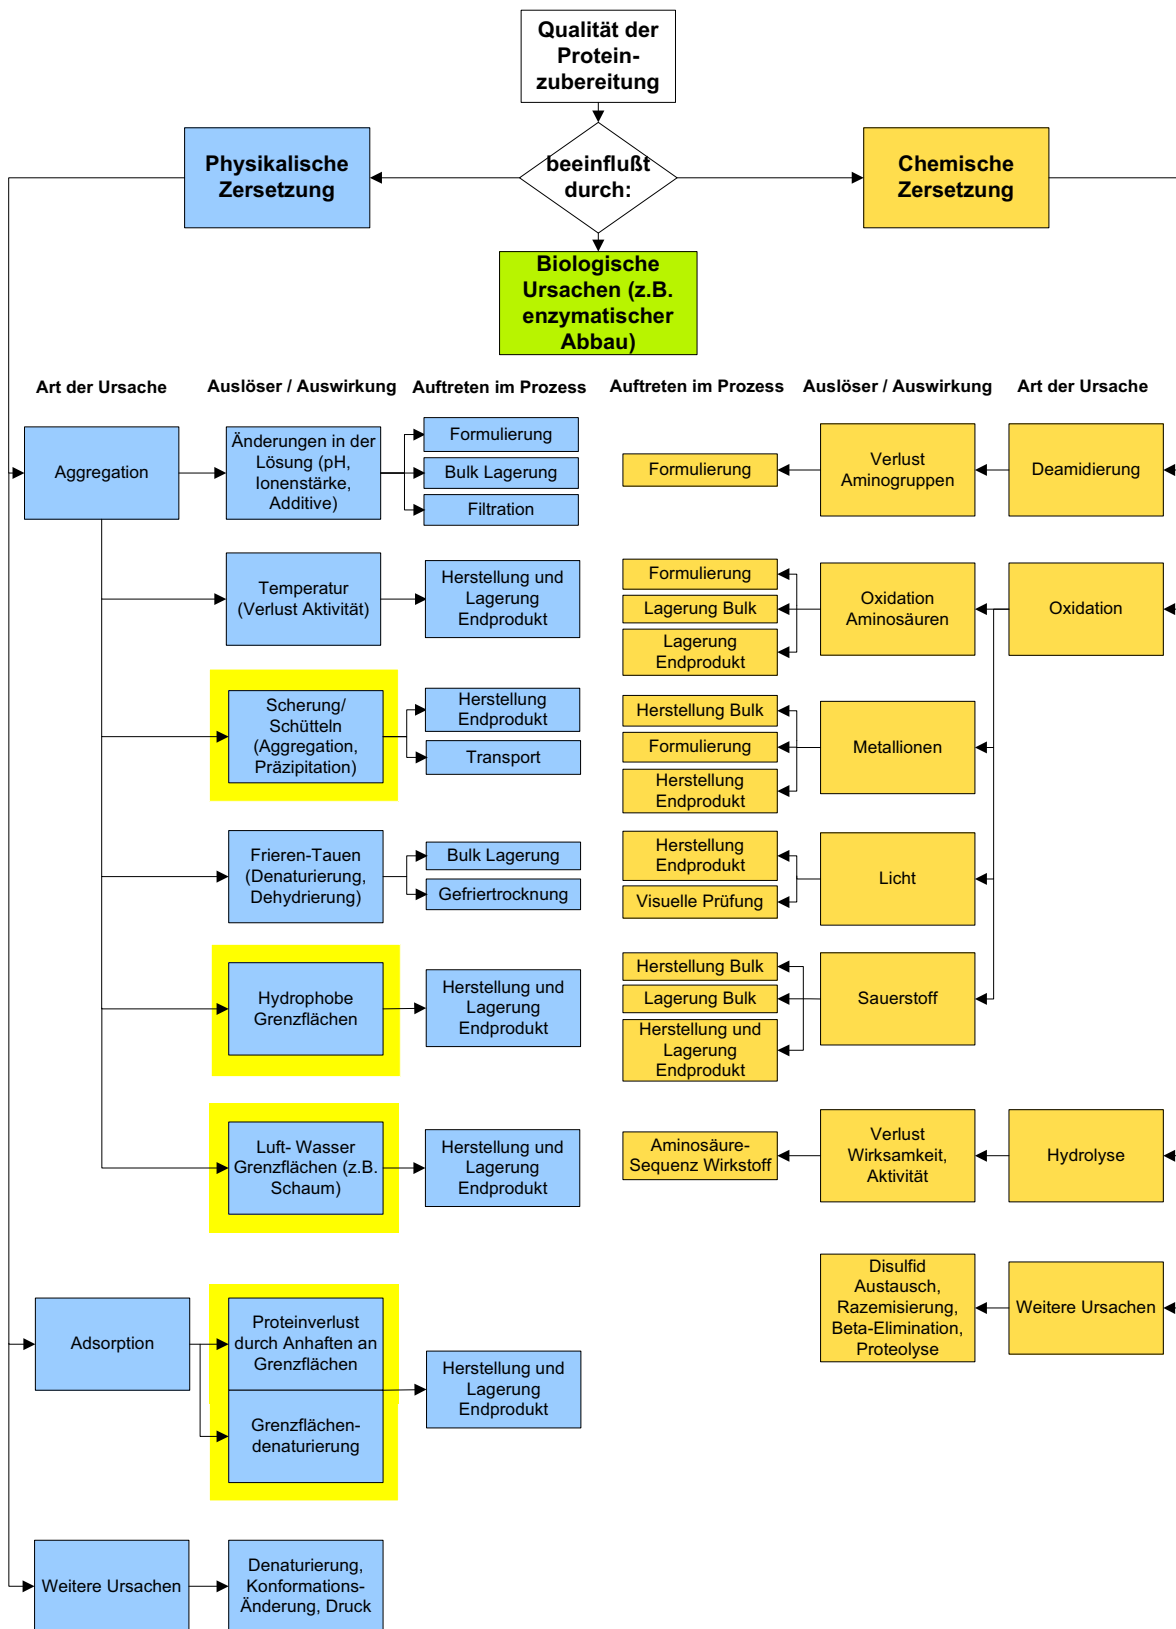 Qualität der
Protein-
zubereitung
beeinflußt
durch:
Physikalische
Zersetzung
Chemische
Zersetzung
Biologische
Ursachen (z.B.
enzymatischer
Abbau)
Art der Ursache
Auslöser / Auswirkung
Auftreten im Prozess
Auftreten im Prozess
Auslöser / Auswirkung
Art der Ursache
Aggregation
Änderungen in der
Lösung (pH,
Ionenstärke,
Additive)
Formulierung
Bulk Lagerung
Filtration
Temperatur
(Verlust Aktivität)
Herstellung und
Lagerung
Endprodukt
Scherung/
Schütteln
(Aggregation,
Präzipitation)
Herstellung
Endprodukt
Transport
Frieren-Tauen
(Denaturierung,
Dehydrierung)
Bulk Lagerung
Gefriertrocknung
Hydrophobe
Grenzflächen
Herstellung und
Lagerung
Endprodukt
Luft- Wasser
Grenzflächen (z.B.
Schaum)
Herstellung und
Lagerung
Endprodukt
Adsorption
Proteinverlust
durch Anhaften an
Grenzflächen
Grenzflächen-
denaturierung
Herstellung und
Lagerung
Endprodukt
Weitere Ursachen
Denaturierung,
Konformations-
Änderung, Druck
Formulierung
Verlust
Aminogruppen
Deamidierung
Formulierung
Lagerung Bulk
Lagerung
Endprodukt
Oxidation
Aminosäuren
Oxidation
Herstellung Bulk
Formulierung
Herstellung
Endprodukt
Metallionen
Herstellung
Endprodukt
Visuelle Prüfung
Licht
Herstellung Bulk
Lagerung Bulk
Herstellung und
Lagerung
Endprodukt
Sauerstoff
Aminosäure-
Sequenz Wirkstoff
Verlust
Wirksamkeit,
Aktivität
Hydrolyse
Disulfid
Austausch,
Razemisierung,
Beta-Elimination,
Proteolyse
Weitere Ursachen